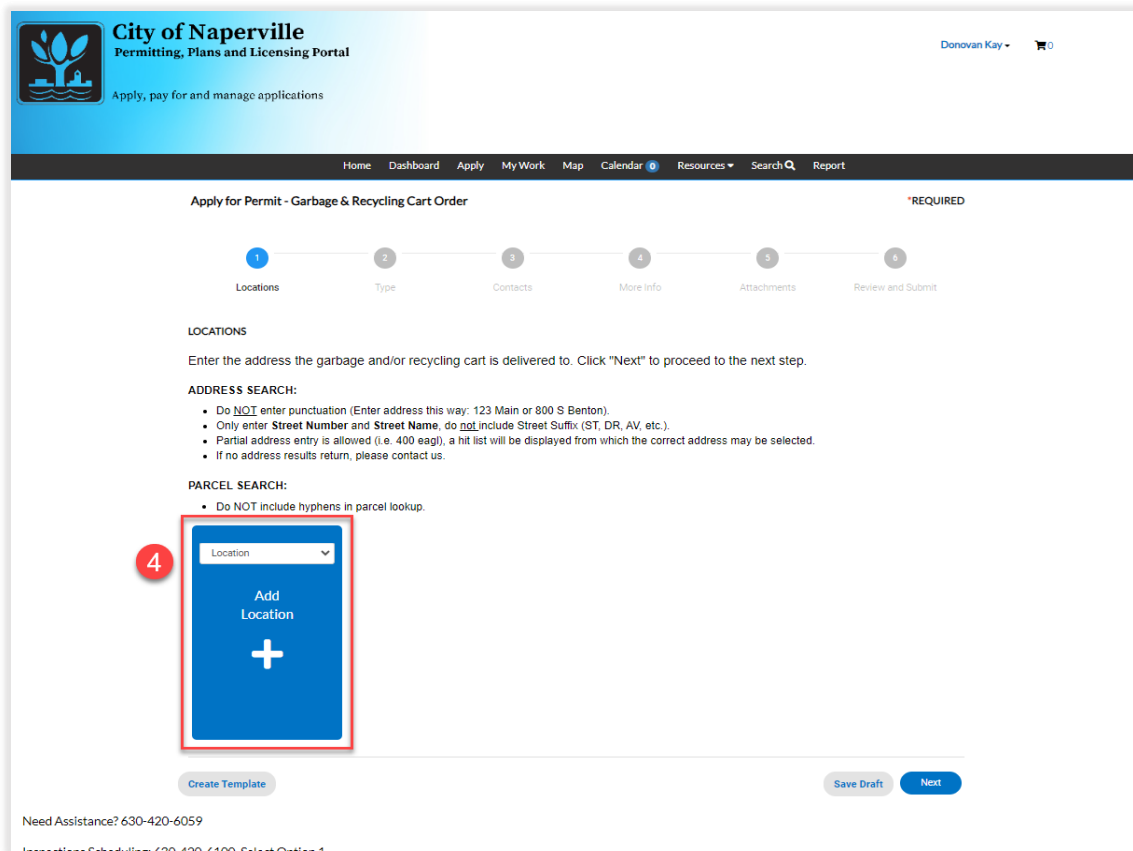 City of Naperville
Permitting, Plans and Licensing Portal
Apply, pay for and manage applications
Donovan Kay
0
Home Dashboard Apply My Work Map Calendar 0 Resources Search Report
Apply for Permit - Garbage & Recycling Cart Order
*REQUIRED
1 2 3 4 5 6
Locations Type Contacts More Info Attachments Review and Submit
LOCATIONS
Enter the address the garbage and/or recycling cart is delivered to. Click "Next" to proceed to the next step.
ADDRESS SEARCH:
• Do NOT enter punctuation (Enter address this way: 123 Main or 800 S Benton).
• Only enter Street Number and Street Name, do not include Street Suffix (ST, DR, AV, etc.).
• Partial address entry is allowed (i.e. 400 eagl), a hit list will be displayed from which the correct address may be selected.
• If no address results return, please contact us.
PARCEL SEARCH:
• Do NOT include hyphens in parcel lookup.
4
Location
Add
Location
Create Template
Save Draft
Next
Need Assistance? 630-420-6059
Inspections Scheduling: 630-420-6100, Select Option 1